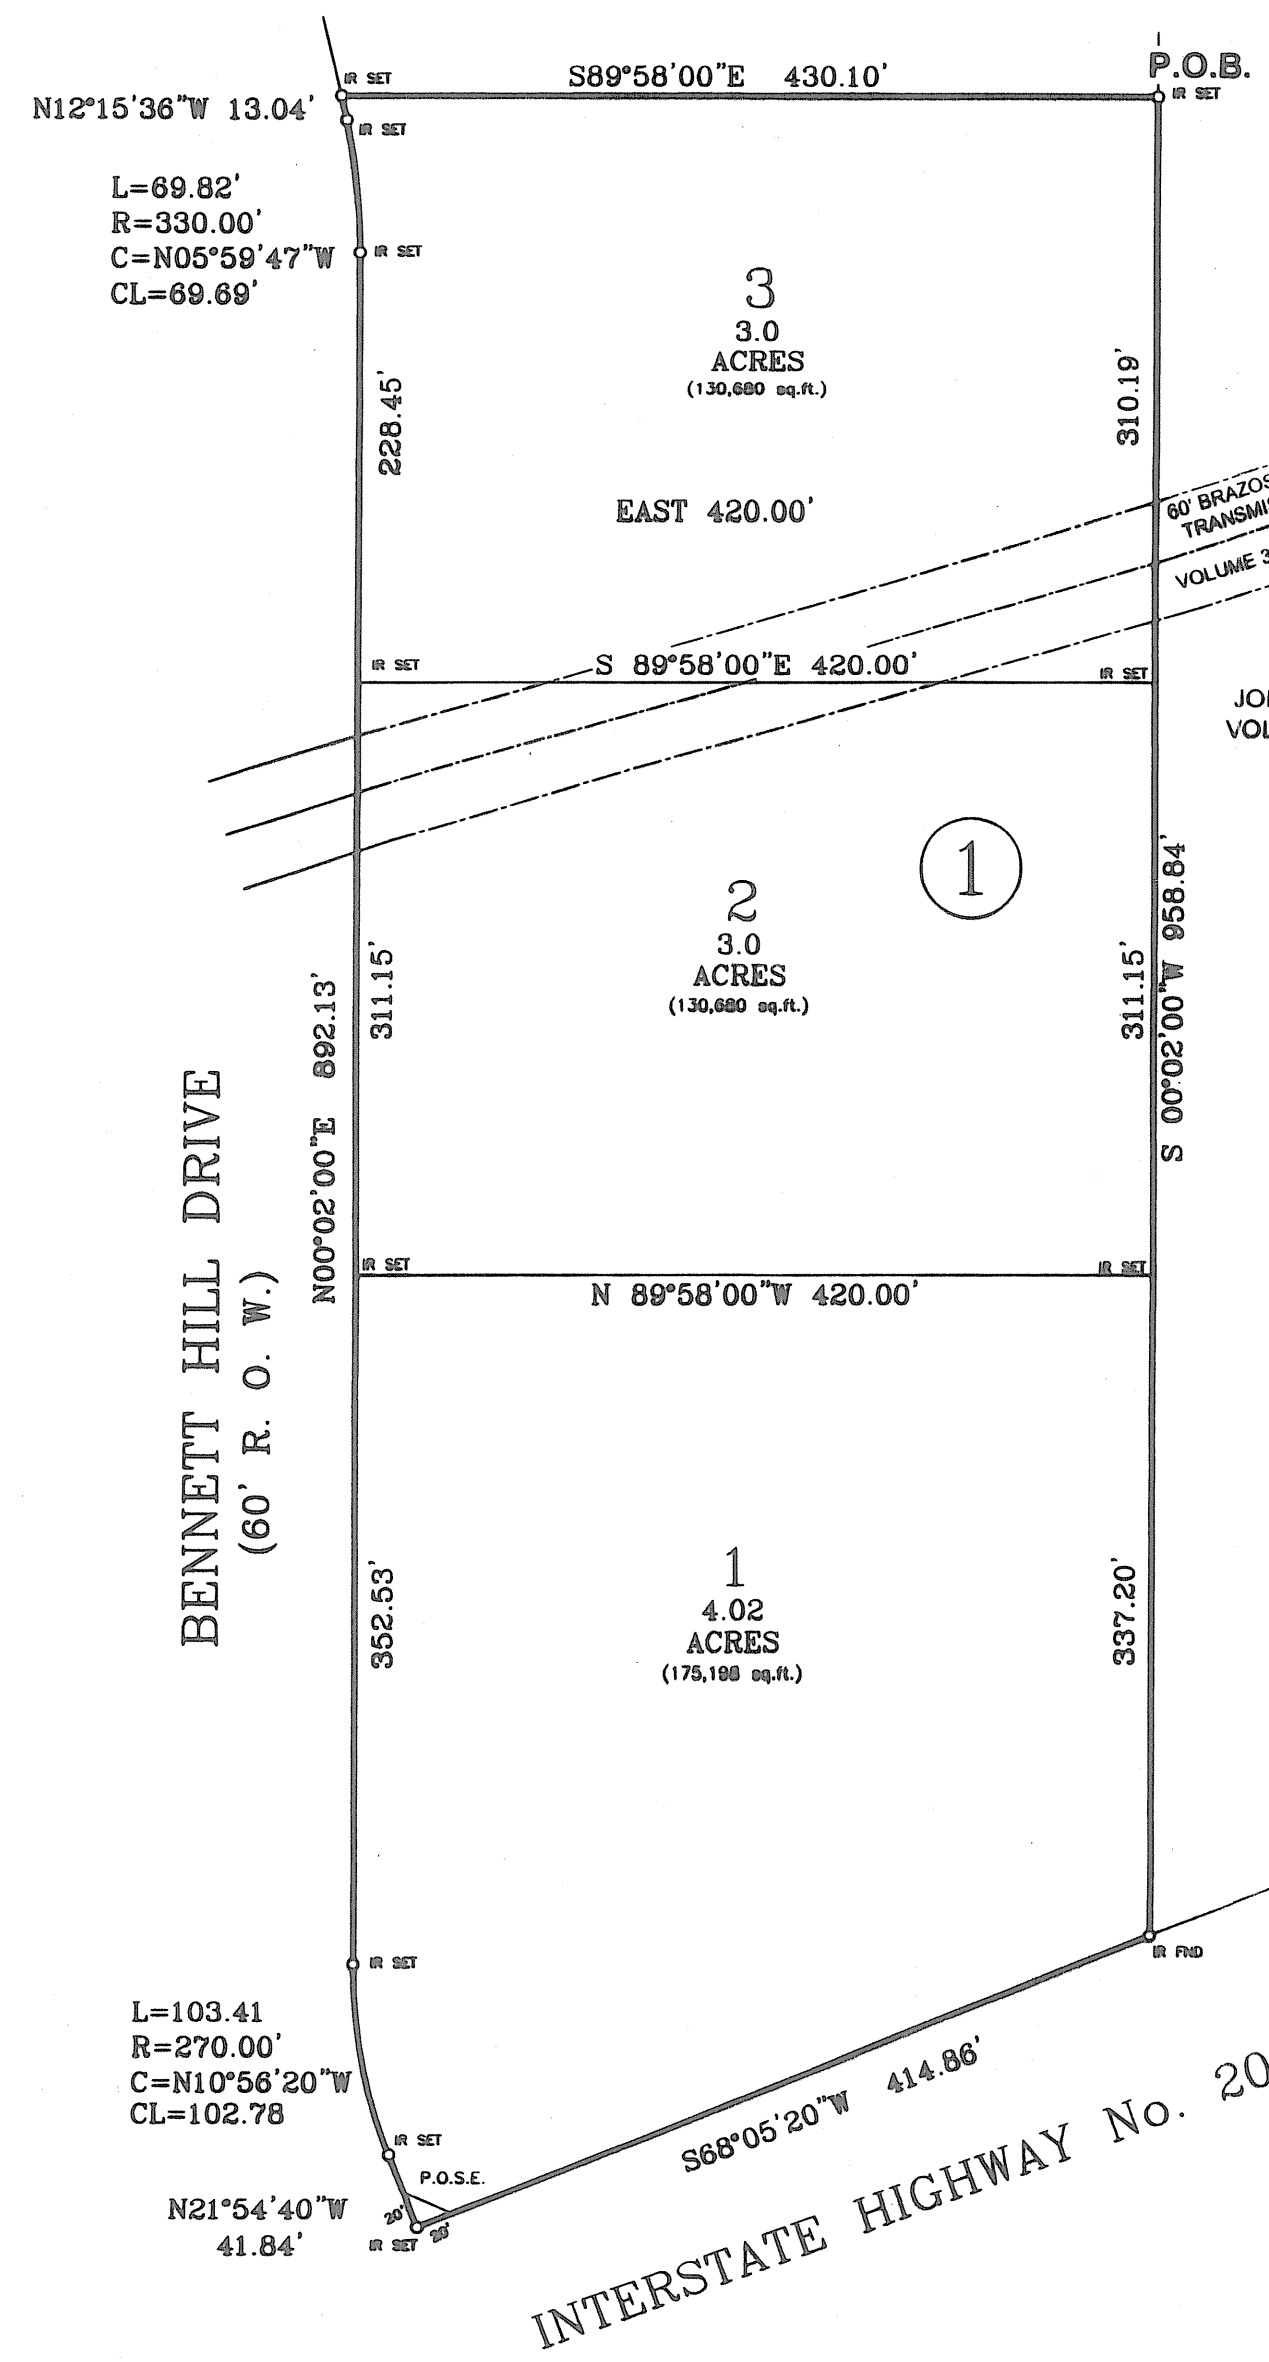 P.O.B.
IR SET
S89°58'00"E 430.10'
IR SET
N12°15'36"W 13.04'
IR SET
L=69.82'
R=330.00'
C=N05°59'47"W
CL=69.69'
IR SET
3
3.0
ACRES
(130,680 sq.ft.)
228.45'
310.19'
EAST 420.00'
60' BRAZOS
VOLUME 3
IR SET
S 89°58'00"E 420.00'
IR SET
1
2
3.0
ACRES
(130,680 sq.ft.)
N00°02'00"E 892.13'
311.15'
311.15'
S 00°02'00"W 958.84'
BENNETT HILL DRIVE
(60' R. O. W.)
IR SET
IR SET
N 89°58'00"W 420.00'
1
4.02
ACRES
(175,198 sq.ft.)
352.53'
337.20'
IR SET
IR FND
L=103.41
R=270.00'
C=N10°56'20"W
CL=102.78
IR SET
P.O.S.E.
N21°54'40"W
41.84'
20'
20'
IR SET
S68°05'20"W 414.86'
INTERSTATE HIGHWAY No. 20